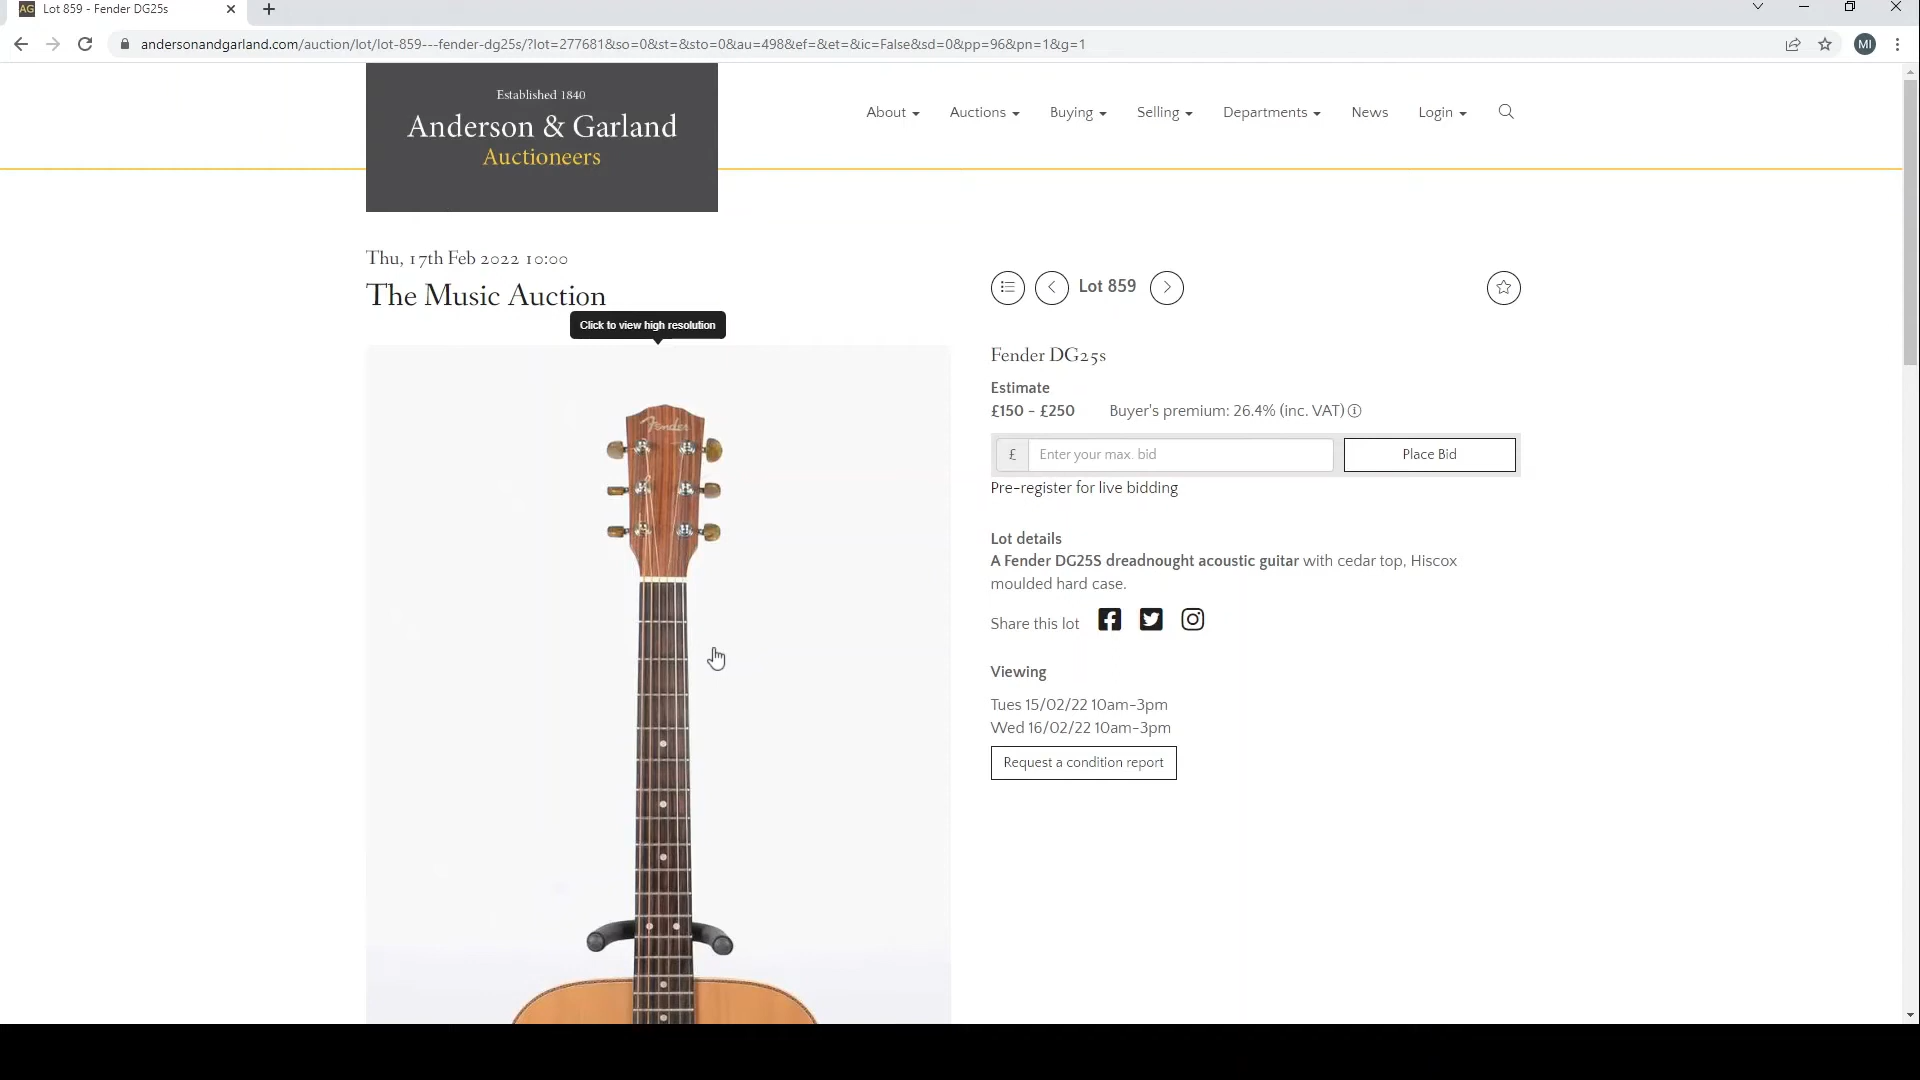 Lot 859 - Fender DG25s
andersonandgarland.com/auction/lot/lot-859---fender-dg25s/?lot=277681&so=0&st=&sto=0&au=498&ef=&et=&ic=False&sd=0&pp=96&pn=1&g=1
MI
Established 1840
Anderson & Garland
Auctioneers
About Auctions Buying Selling Departments News Login
Thu, 17th Feb 2022 10:00
The Music Auction
Lot 859
Click to view high resolution
Fender
Fender DG25s
Estimate
£150 - £250 Buyer's premium: 26.4% (inc. VAT)
£ Enter your max. bid Place Bid
Pre-register for live bidding
Lot details
A Fender DG25S dreadnought acoustic guitar with cedar top, Hiscox
moulded hard case.
Share this lot
Viewing
Tues 15/02/22 10am-3pm
Wed 16/02/22 10am-3pm
Request a condition report